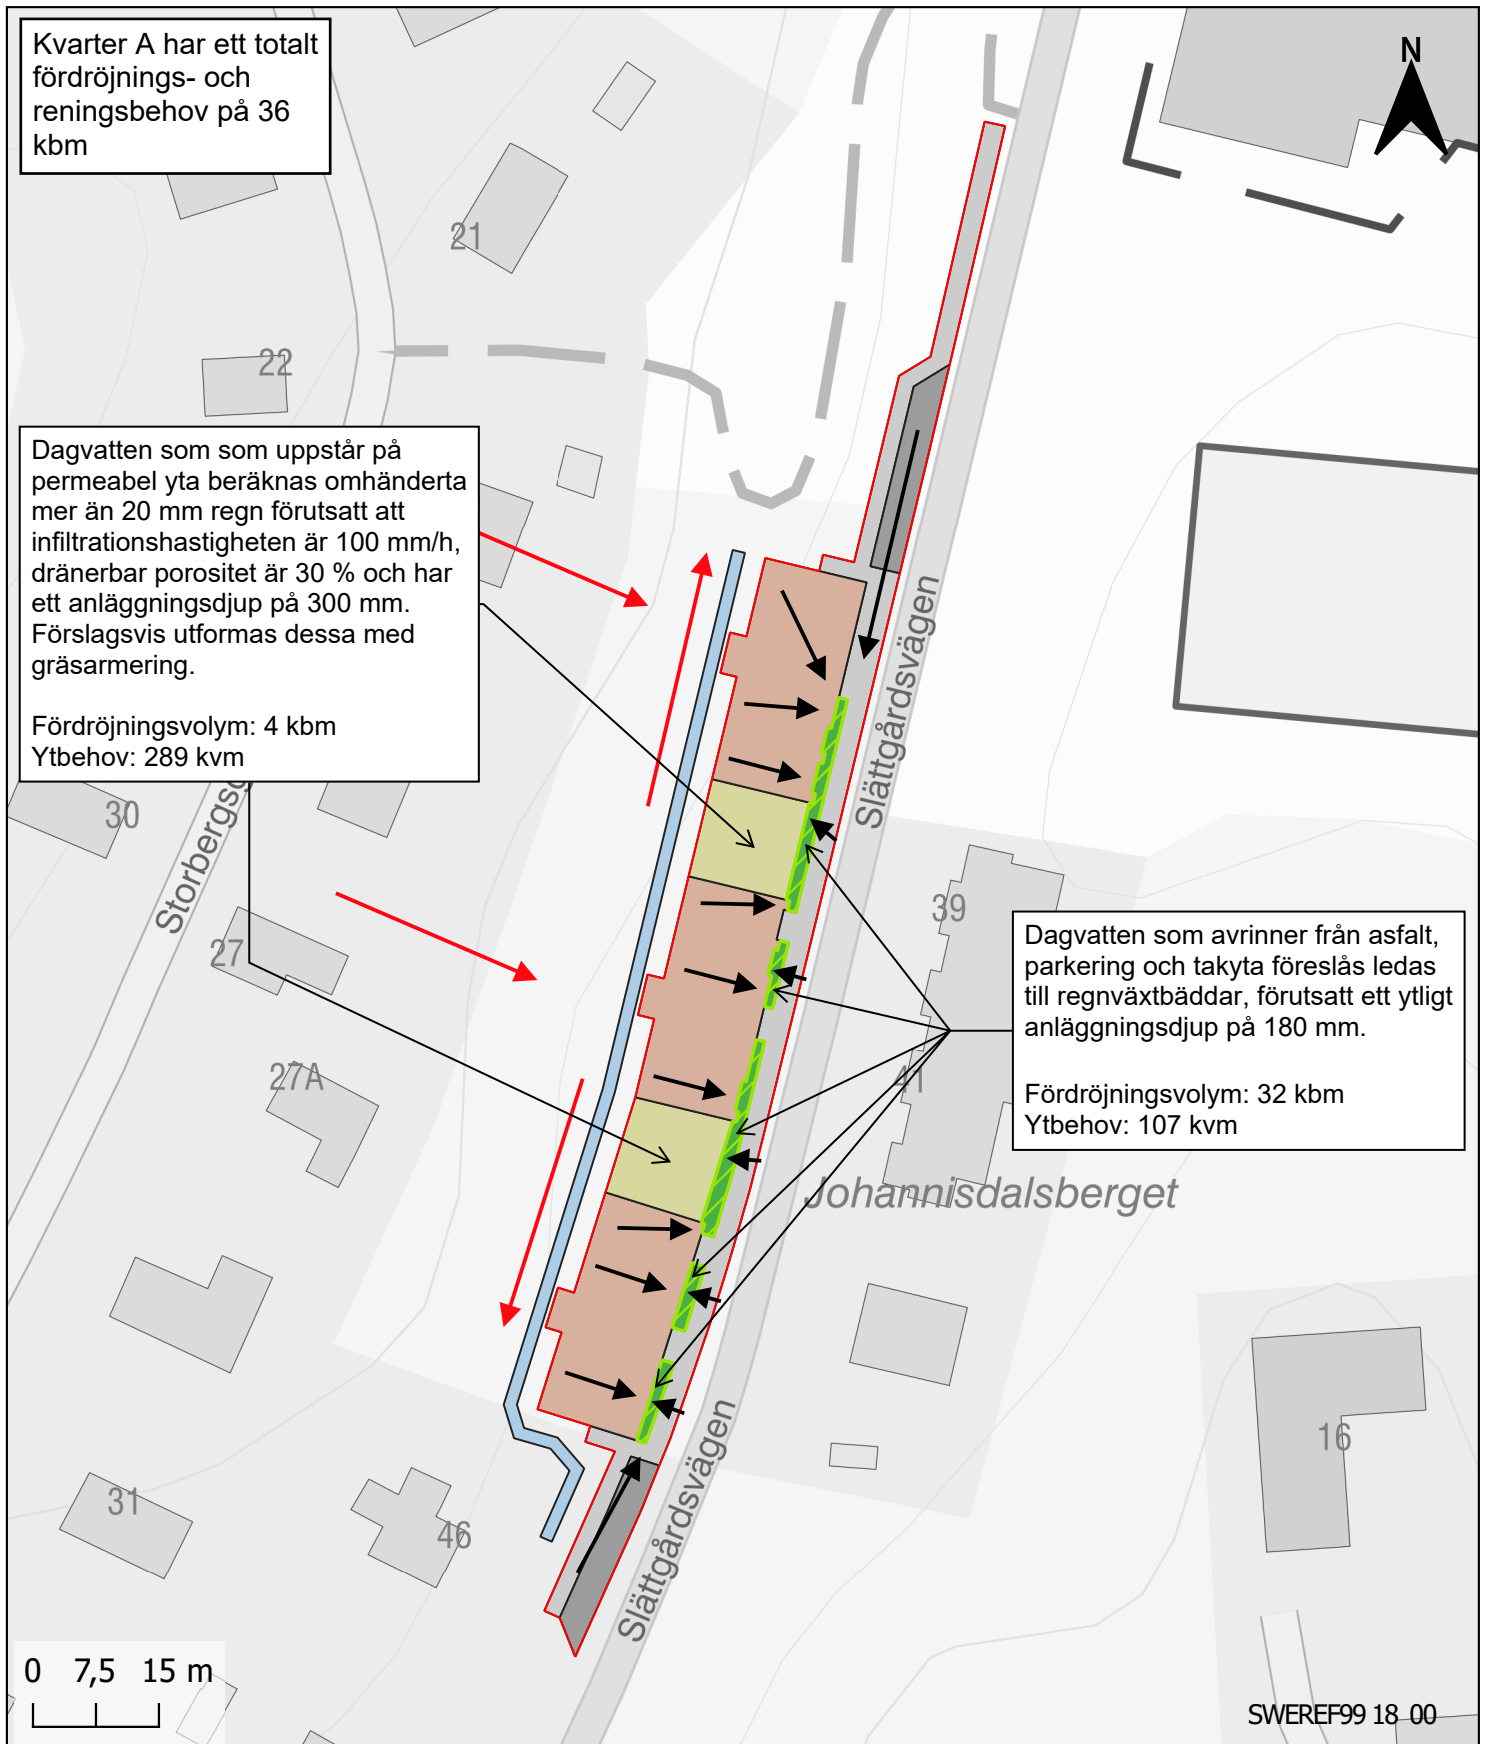 Kvarter A har ett totalt
fördröjnings- och
reningsbehov på 36
kbm
N
21
22
Dagvatten som som uppstår på
permeabel yta beräknas omhänderta
mer än 20 mm regn förutsatt att
infiltrationshastigheten är 100 mm/h,
dränerbar porositet är 30 % och har
ett anläggningsdjup på 300 mm.
Förslagsvis utformas dessa med
gräsarmering.
Fördröjningsvolym: 4 kbm
Ytbehov: 289 kvm
Slättgårdsvägen
30
27
39
Dagvatten som avrinner från asfalt,
parkering och takyta föreslås ledas
till regnväxtbäddar, förutsatt ett ytligt
anläggningsdjup på 180 mm.
Fördröjningsvolym: 32 kbm
Ytbehov: 107 kvm
27A
41
Johannisdalsberget
Slättgårdsvägen
16
31
46
0 7,5 15 m
SWEREF99 18 00